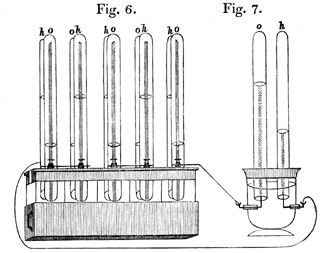 Fig. 6. Fig. 7.
h o o h h o o h h o o h